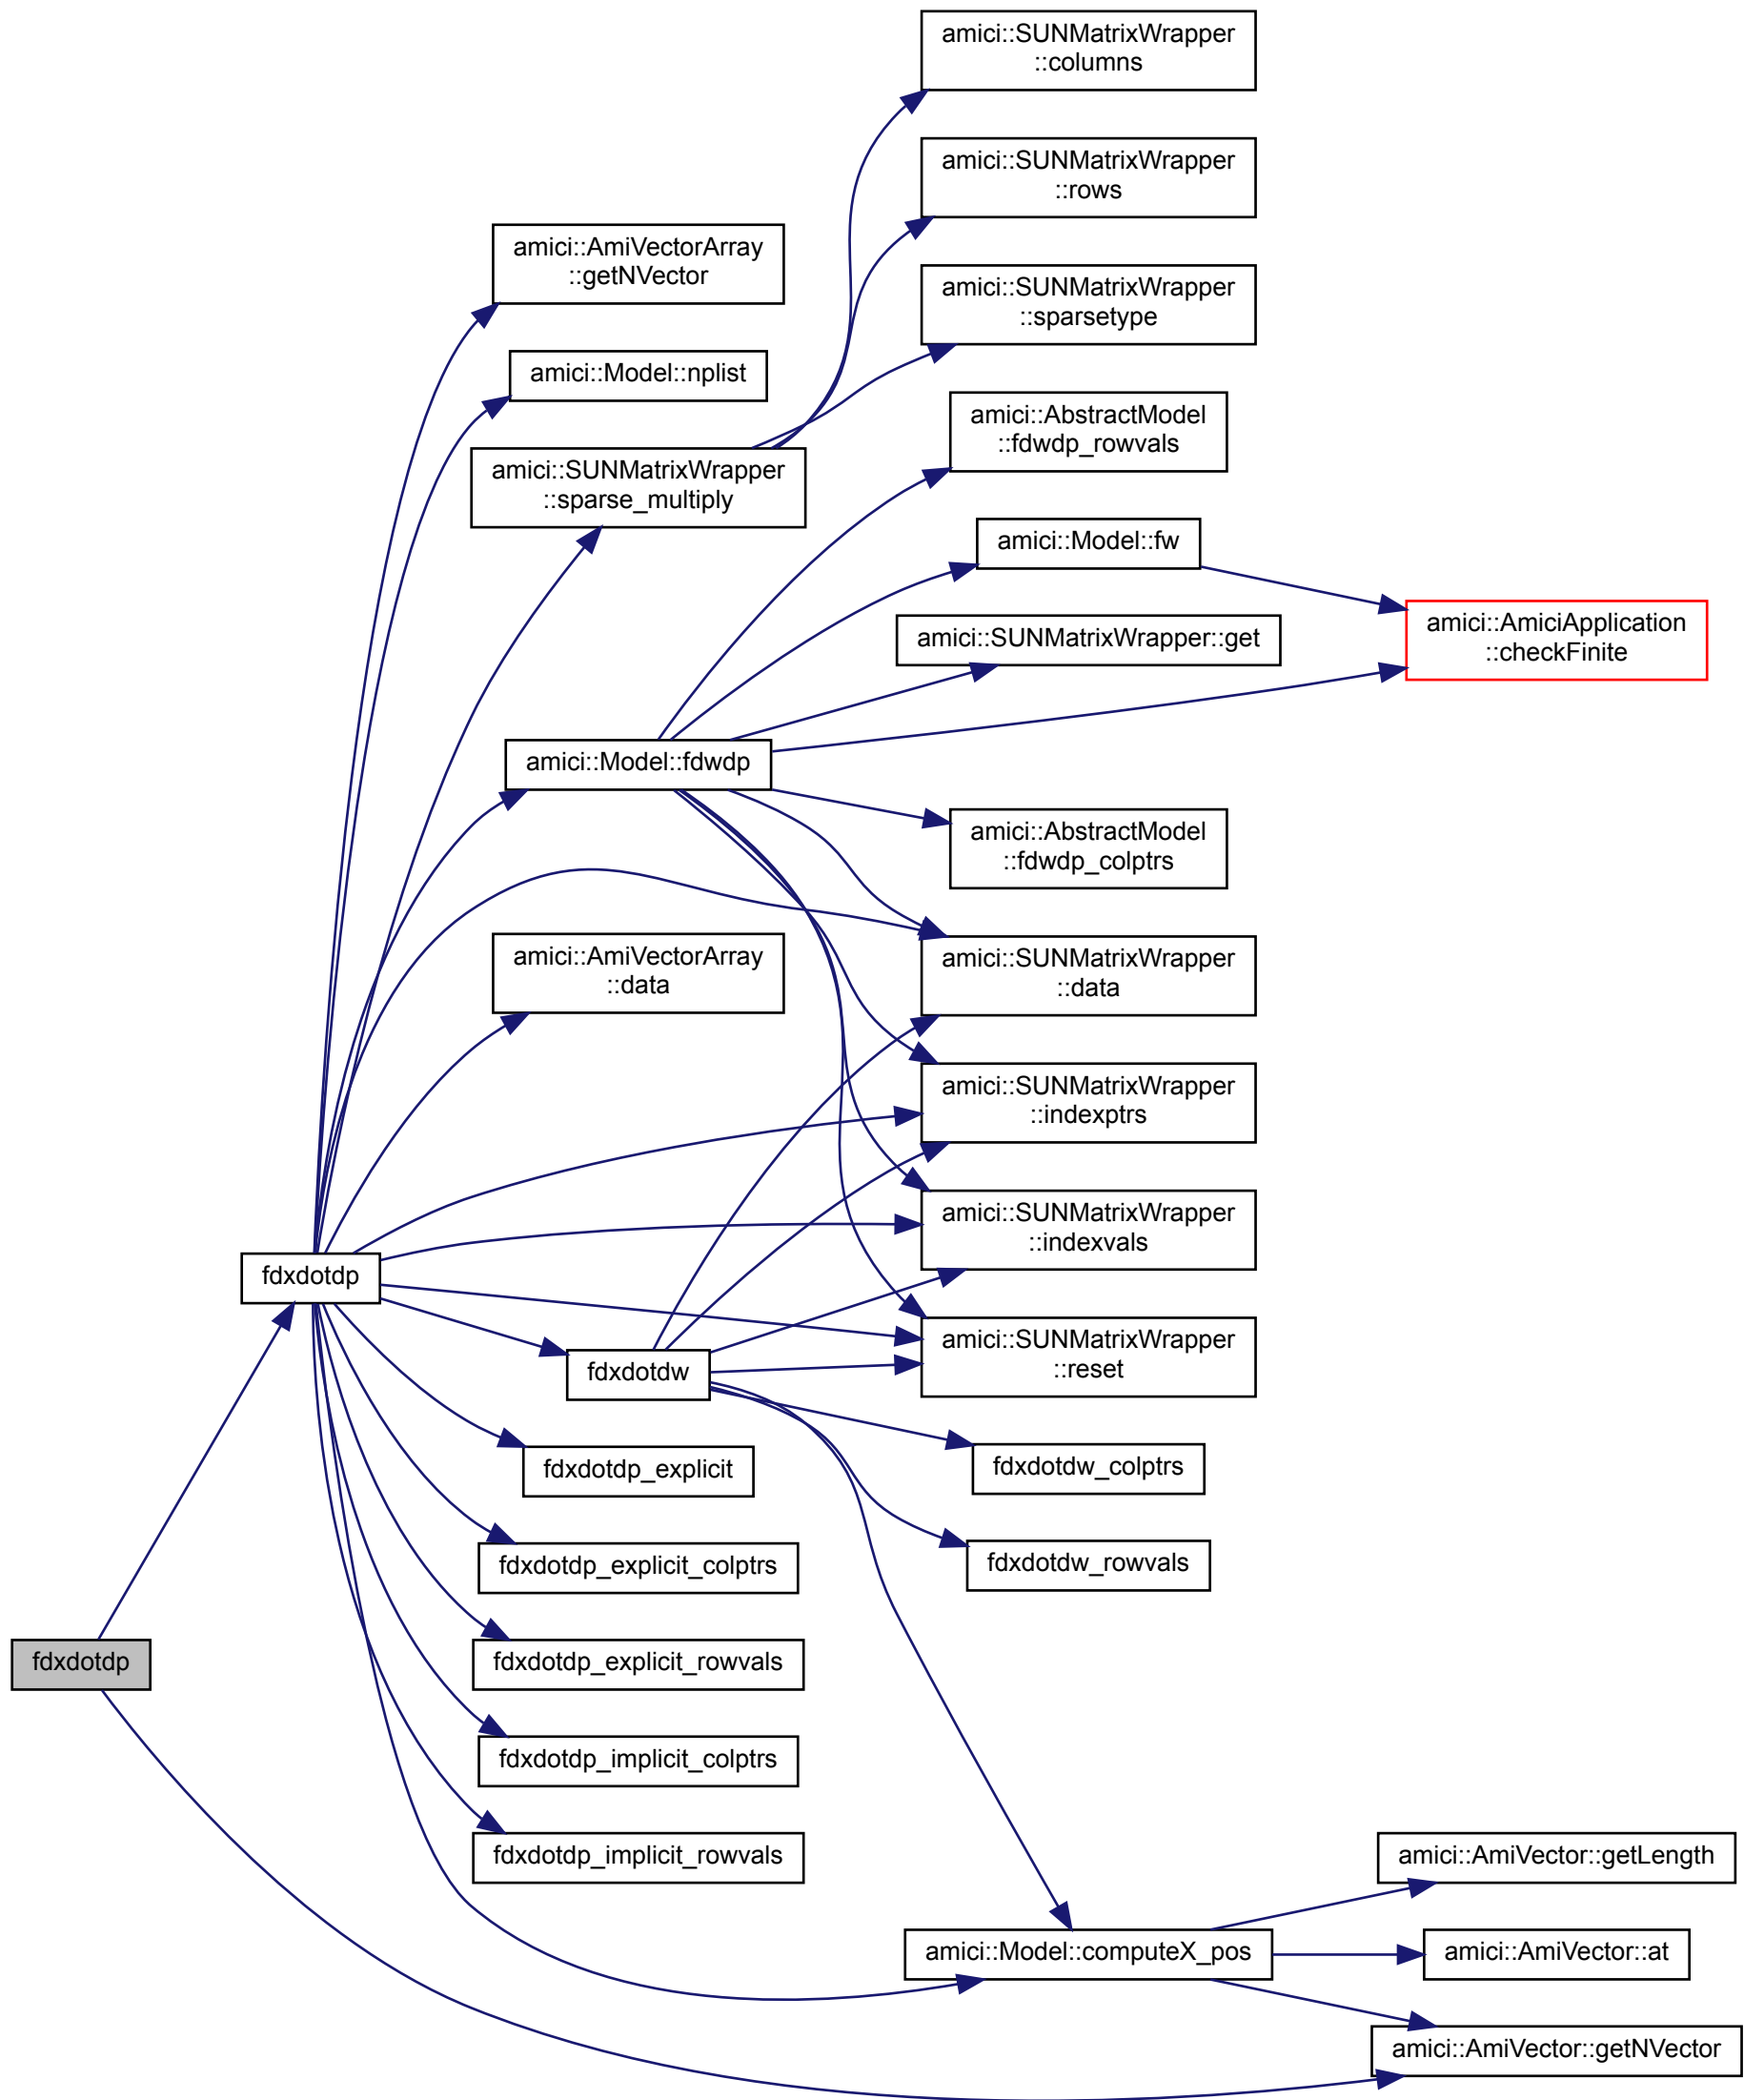 amici::SUNMatrixWrapper
::columns
amici::SUNMatrixWrapper
::rows
amici::AmiVectorArray
::getNVector
amici::SUNMatrixWrapper
::sparsetype
amici::Model::nplist
amici::AbstractModel
::fdwdp_rowvals
amici::SUNMatrixWrapper
::sparse_multiply
amici::Model::fw
amici::AmiciApplication
::checkFinite
amici::SUNMatrixWrapper::get
amici::Model::fdwdp
amici::AbstractModel
::fdwdp_colptrs
amici::AmiVectorArray
::data
amici::SUNMatrixWrapper
::data
amici::SUNMatrixWrapper
::indexptrs
amici::SUNMatrixWrapper
::indexvals
fdxdotdp
amici::SUNMatrixWrapper
::reset
fdxdotdw
fdxdotdp_explicit
fdxdotdw_colptrs
fdxdotdp_explicit_colptrs
fdxdotdw_rowvals
fdxdotdp
fdxdotdp_explicit_rowvals
fdxdotdp_implicit_colptrs
fdxdotdp_implicit_rowvals
amici::AmiVector::getLength
amici::Model::computeX_pos
amici::AmiVector::at
amici::AmiVector::getNVector